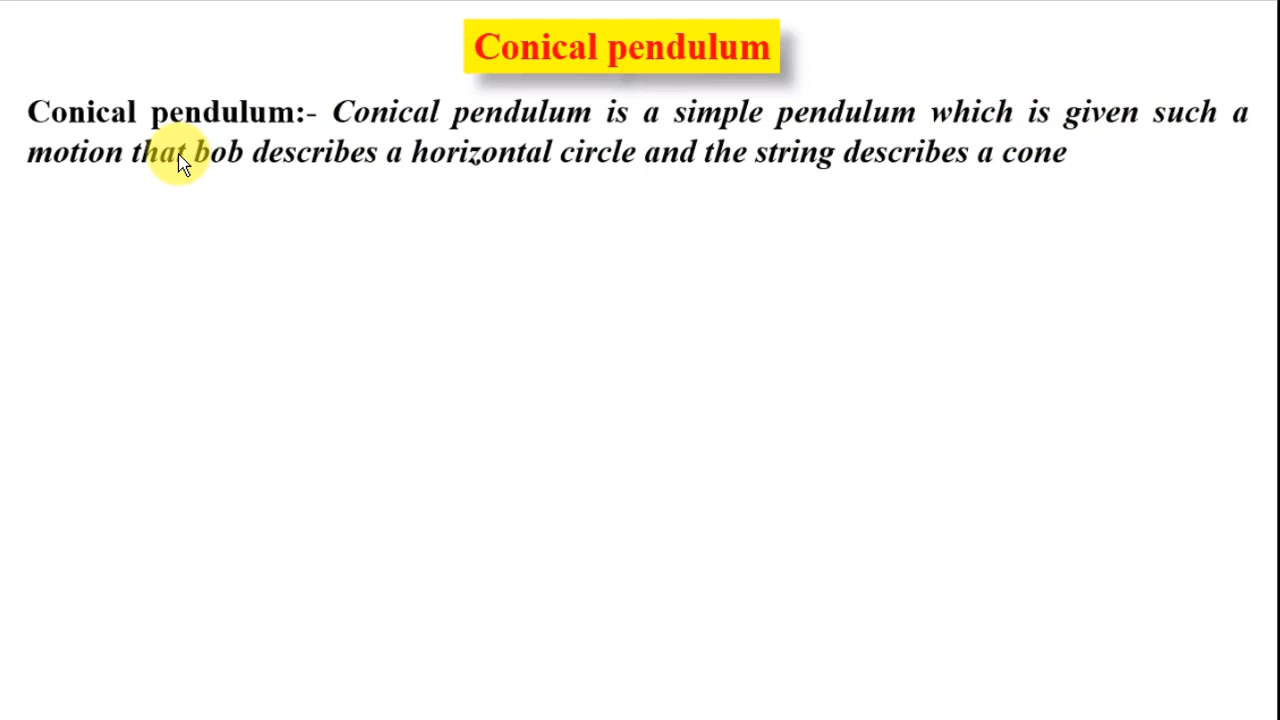 Conical pendulum
Conical pendulum:- Conical pendulum is a simple pendulum which is given such a
motion that bob describes a horizontal circle and the string describes a cone